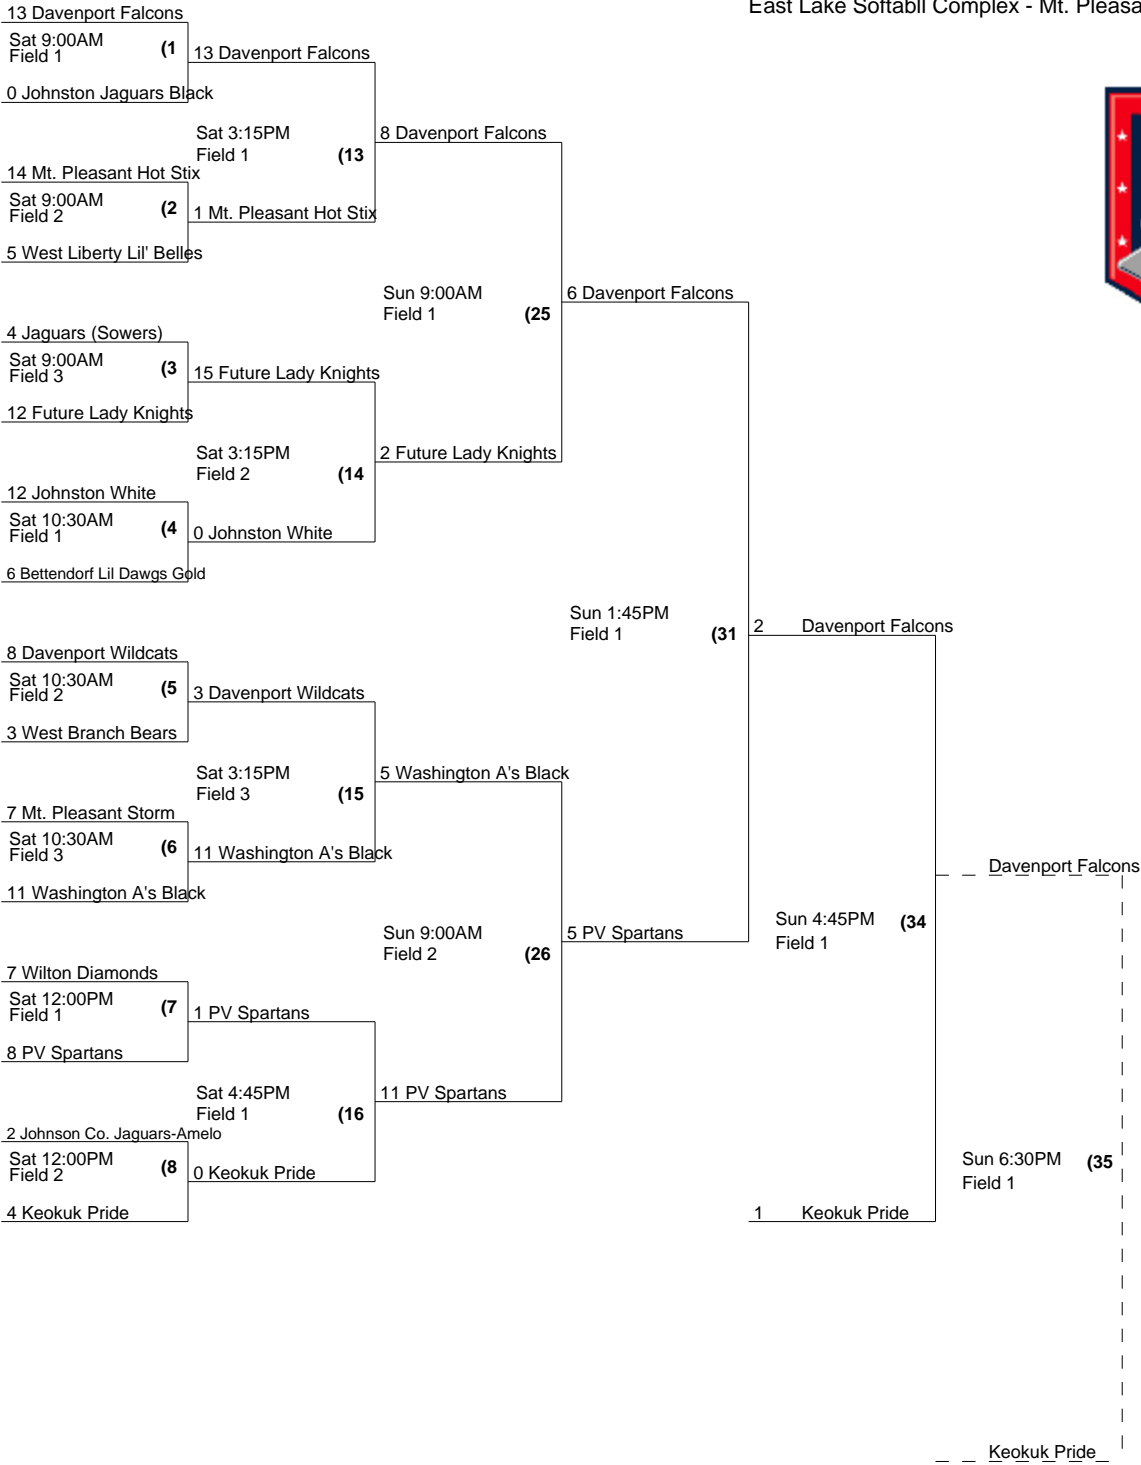 East Lake Softabll Complex - Mt. Pleasa
13 Davenport Falcons
Sat 9:00AM
Field 1
(1
13 Davenport Falcons
0 Johnston Jaguars Black
Sat 3:15PM
Field 1
(13
8 Davenport Falcons
14 Mt. Pleasant Hot Stix
Sat 9:00AM
Field 2
(2
1 Mt. Pleasant Hot Stix
5 West Liberty Lil' Belles
Sun 9:00AM
Field 1
(25
6 Davenport Falcons
4 Jaguars (Sowers)
Sat 9:00AM
Field 3
(3
15 Future Lady Knights
12 Future Lady Knights
Sat 3:15PM
Field 2
(14
2 Future Lady Knights
12 Johnston White
Sat 10:30AM
Field 1
(4
0 Johnston White
6 Bettendorf Lil Dawgs Gold
Sun 1:45PM
Field 1
(31
2 Davenport Falcons
8 Davenport Wildcats
Sat 10:30AM
Field 2
(5
3 Davenport Wildcats
3 West Branch Bears
Sat 3:15PM
Field 3
(15
5 Washington A's Black
7 Mt. Pleasant Storm
Sat 10:30AM
Field 3
(6
11 Washington A's Black
11 Washington A's Black
Davenport Falcons
Sun 9:00AM
Field 2
(26
5 PV Spartans
Sun 4:45PM
Field 1
(34
7 Wilton Diamonds
Sat 12:00PM
Field 1
(7
1 PV Spartans
8 PV Spartans
Sat 4:45PM
Field 1
(16
11 PV Spartans
2 Johnson Co. Jaguars-Amelo
Sat 12:00PM
Field 2
(8
0 Keokuk Pride
4 Keokuk Pride
Sun 6:30PM
Field 1
(35
1 Keokuk Pride
Keokuk Pride